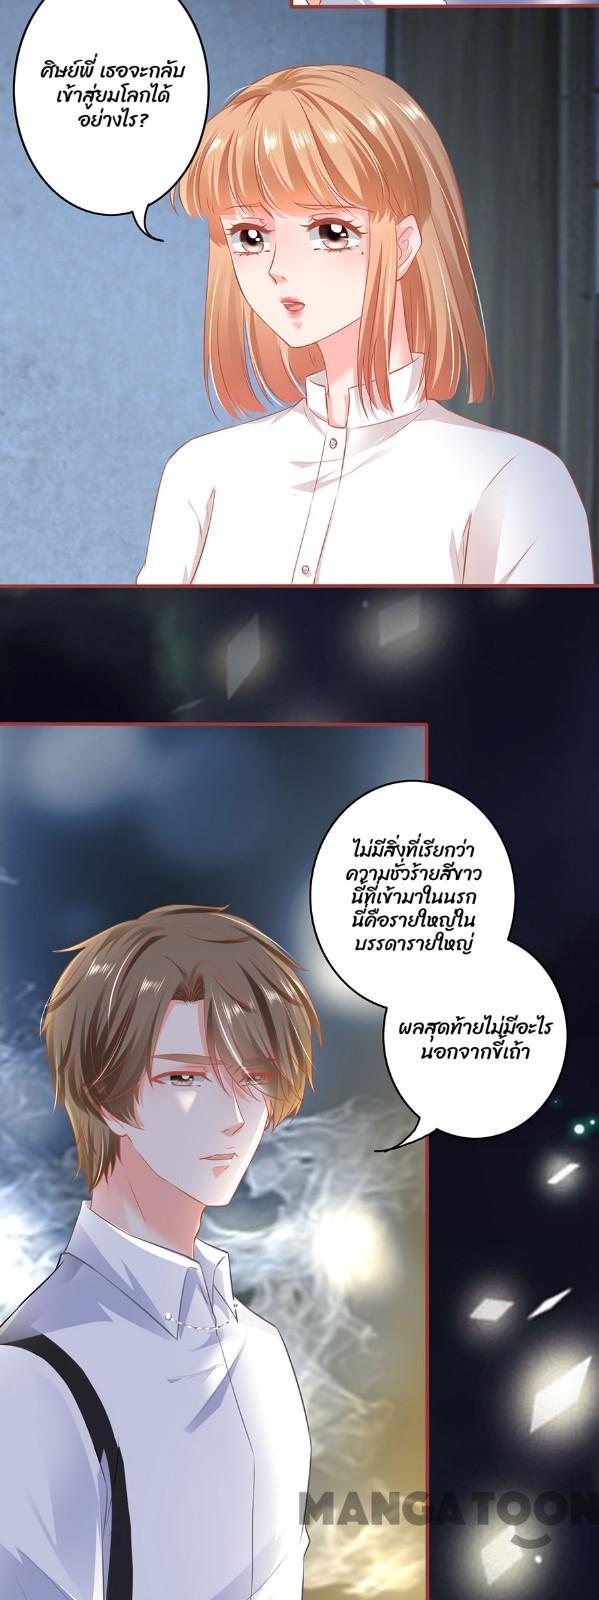 ศิษย์พี่ เธอจะกลับ
เข้าสู่ยมโลกได้
อย่างไร?
ไม่มีสิ่งที่เรียกว่า
ความชั่วร้ายสีขาว
นี้ที่เข้ามาในนรก
นี่คือรายใหญ่ใน
บรรดารายใหญ่
ผลสุดท้ายไม่มีอะไร
นอกจากขี้เถ้า
MANGATOON